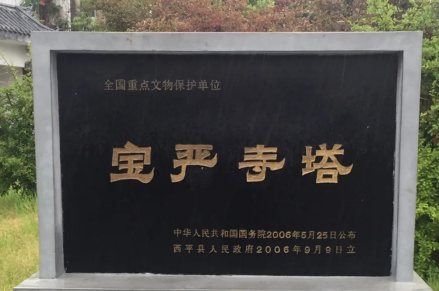 全国重点文物保护单位
宝严寺塔
中华人民共和国国务院2006年5月25日公布
西平县人民政府2006年9月9日立